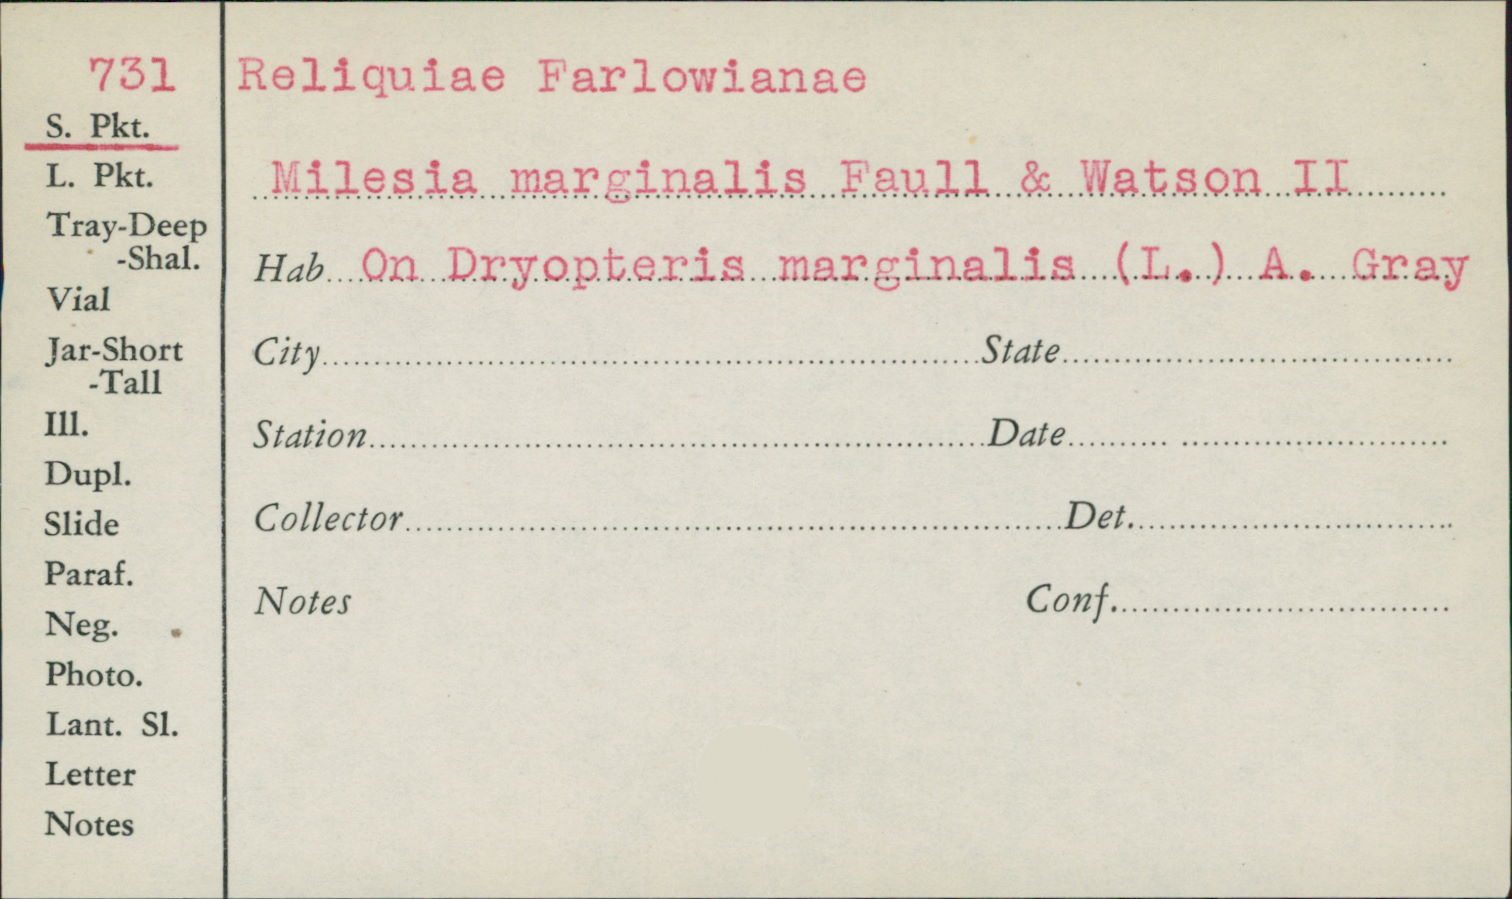 731
S. Pkt.
L. Pkt.
Tray-Deep
-Shal.
Vial
Jar-Short
-Tall
Ill.
Dupl.
Slide
Paraf.
Neg.
Photo.
Lant. Sl.
Letter
Notes
Reliquiae Farlowianae
Milesia marginalis Faull & Watson II
Hab On Dryopteris marginalis (L.) A. Gray
City State
Station Date
Collector Det.
Notes Conf.